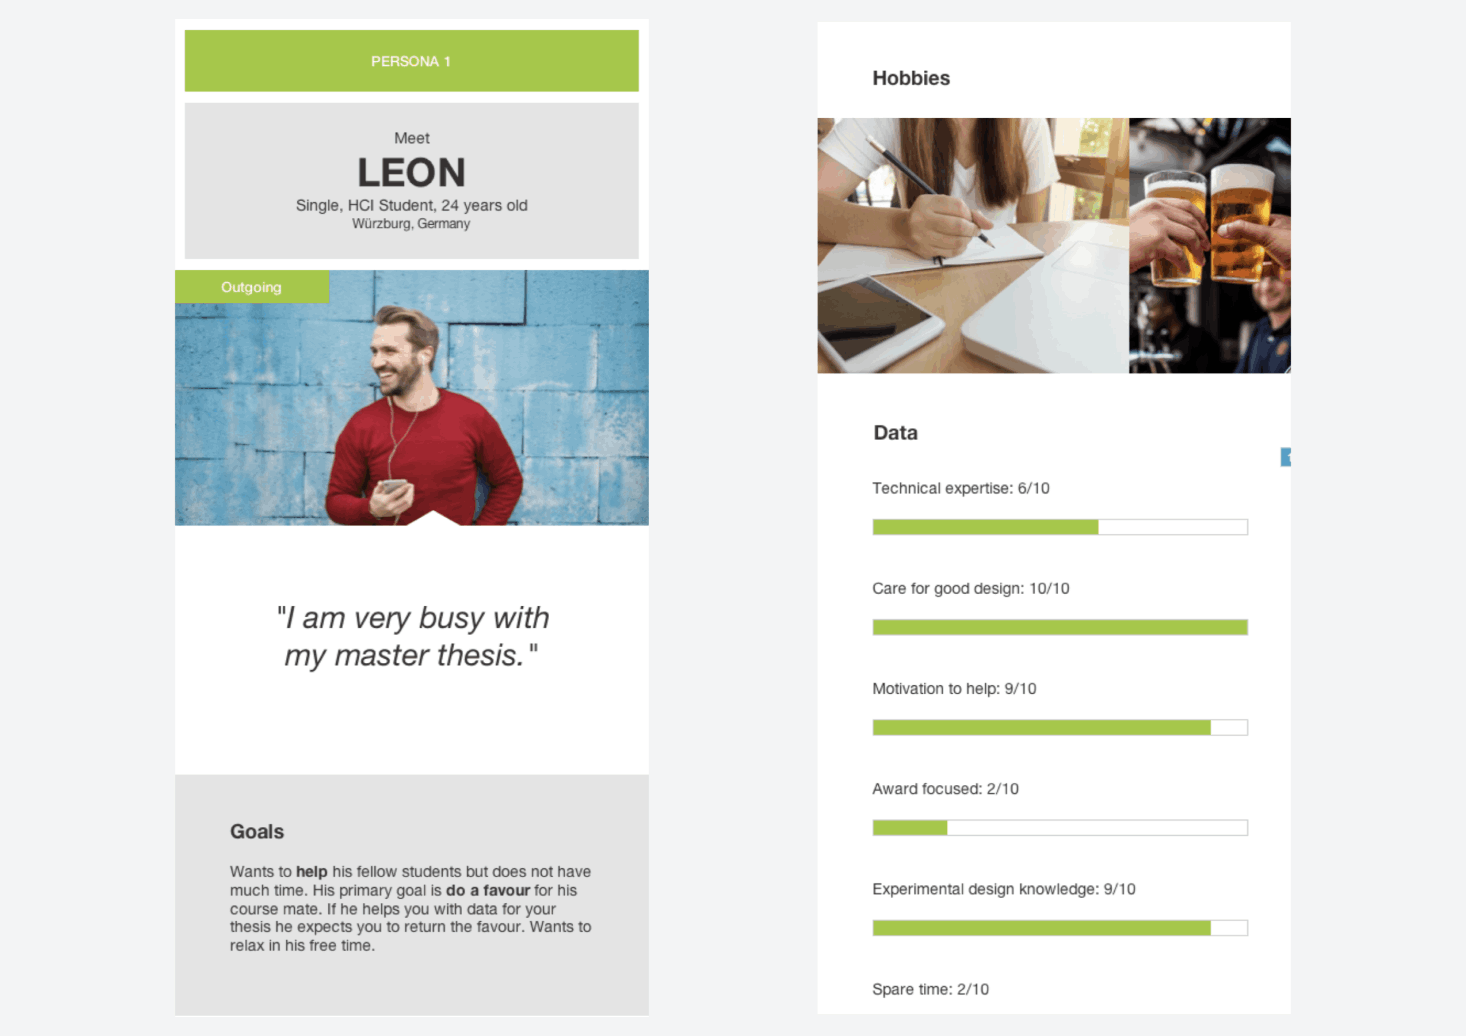 PERSONA 1
Meet
LEON
Single, HCI Student, 24 years old
Würzburg, Germany
Outgoing
"I am very busy with
my master thesis."
Goals
Wants to help his fellow students but does not have
much time. His primary goal is do a favour for his
course mate. If he helps you with data for your
thesis he expects you to return the favour. Wants to
relax in his free time.
Hobbies
Data
Technical expertise: 6/10
Care for good design: 10/10
Motivation to help: 9/10
Award focused: 2/10
Experimental design knowledge: 9/10
Spare time: 2/10